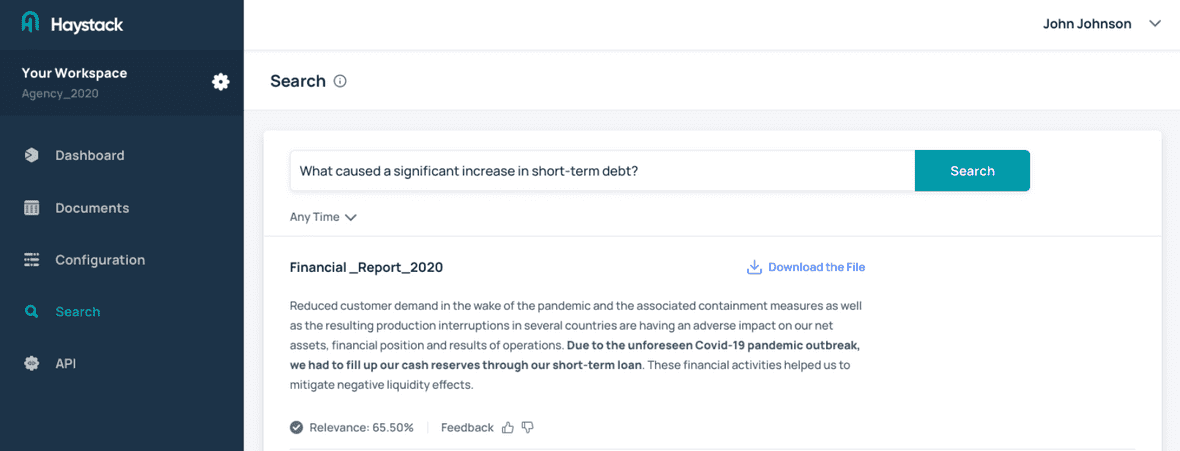 Haystack
John Johnson
Your Workspace
Agency_2020
Search
Dashboard
Documents
Configuration
Search
API
What caused a significant increase in short-term debt?
Search
Any Time
Financial _Report_2020
Download the File
Reduced customer demand in the wake of the pandemic and the associated containment measures as well
as the resulting production interruptions in several countries are having an adverse impact on our net
assets, financial position and results of operations. Due to the unforeseen Covid-19 pandemic outbreak,
we had to fill up our cash reserves through our short-term loan. These financial activities helped us to
mitigate negative liquidity effects.
Relevance: 65.50%
Feedback